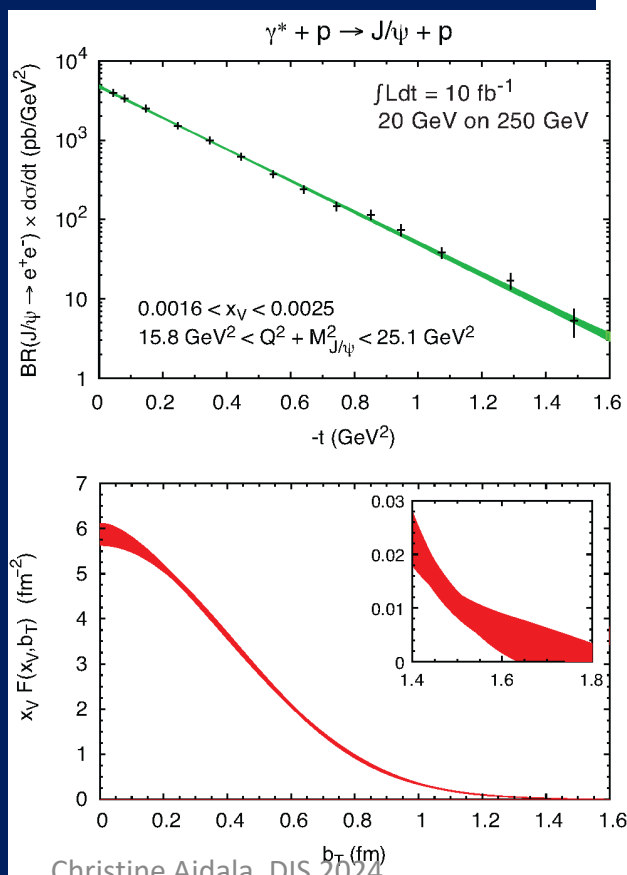 γ* + p → J/ψ + p
10⁴
10³
10²
10
1
BR(J/ψ → e⁺e⁻) × dσ/dt (pb/GeV²)
∫Ldt = 10 fb⁻¹
20 GeV on 250 GeV
0.0016 < x_V < 0.0025
15.8 GeV² < Q² + M²_J/ψ < 25.1 GeV²
0 0.2 0.4 0.6 0.8 1 1.2 1.4 1.6
-t (GeV²)
7
6
5
4
3
2
1
0
x_V F(x_V,b_T) (fm⁻²)
0.03
0.02
0.01
0
1.4 1.6 1.8
0 0.2 0.4 0.6 0.8 1 1.2 1.4 1.6
b_T (fm)
Christine Aidala, DIS 2024